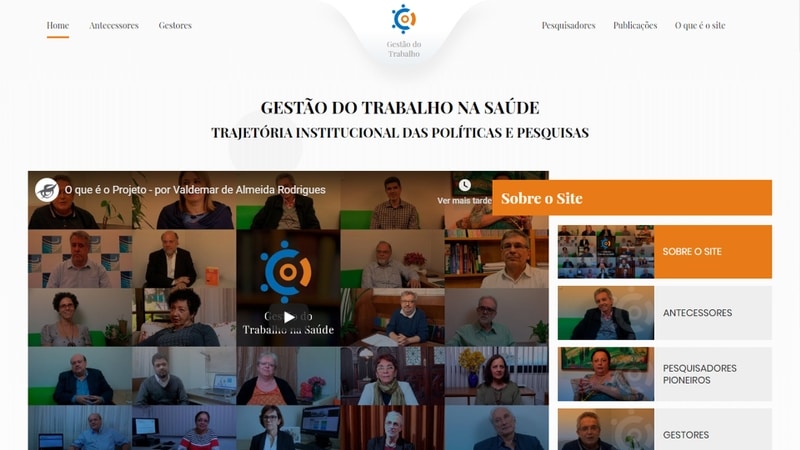 Home
Antecessores
Gestores
Gestão do
Trabalho
Pesquisadores
Publicações
O que é o site
GESTÃO DO TRABALHO NA SAÚDE
TRAJETÓRIA INSTITUCIONAL DAS POLÍTICAS E PESQUISAS
O que é o Projeto - por Valdemar de Almeida Rodrigues
Ver mais tarde
Gestão do
Trabalho na Saúde
Sobre o Site
SOBRE O SITE
ANTECESSORES
PESQUISADORES
PIONEIROS
GESTORES